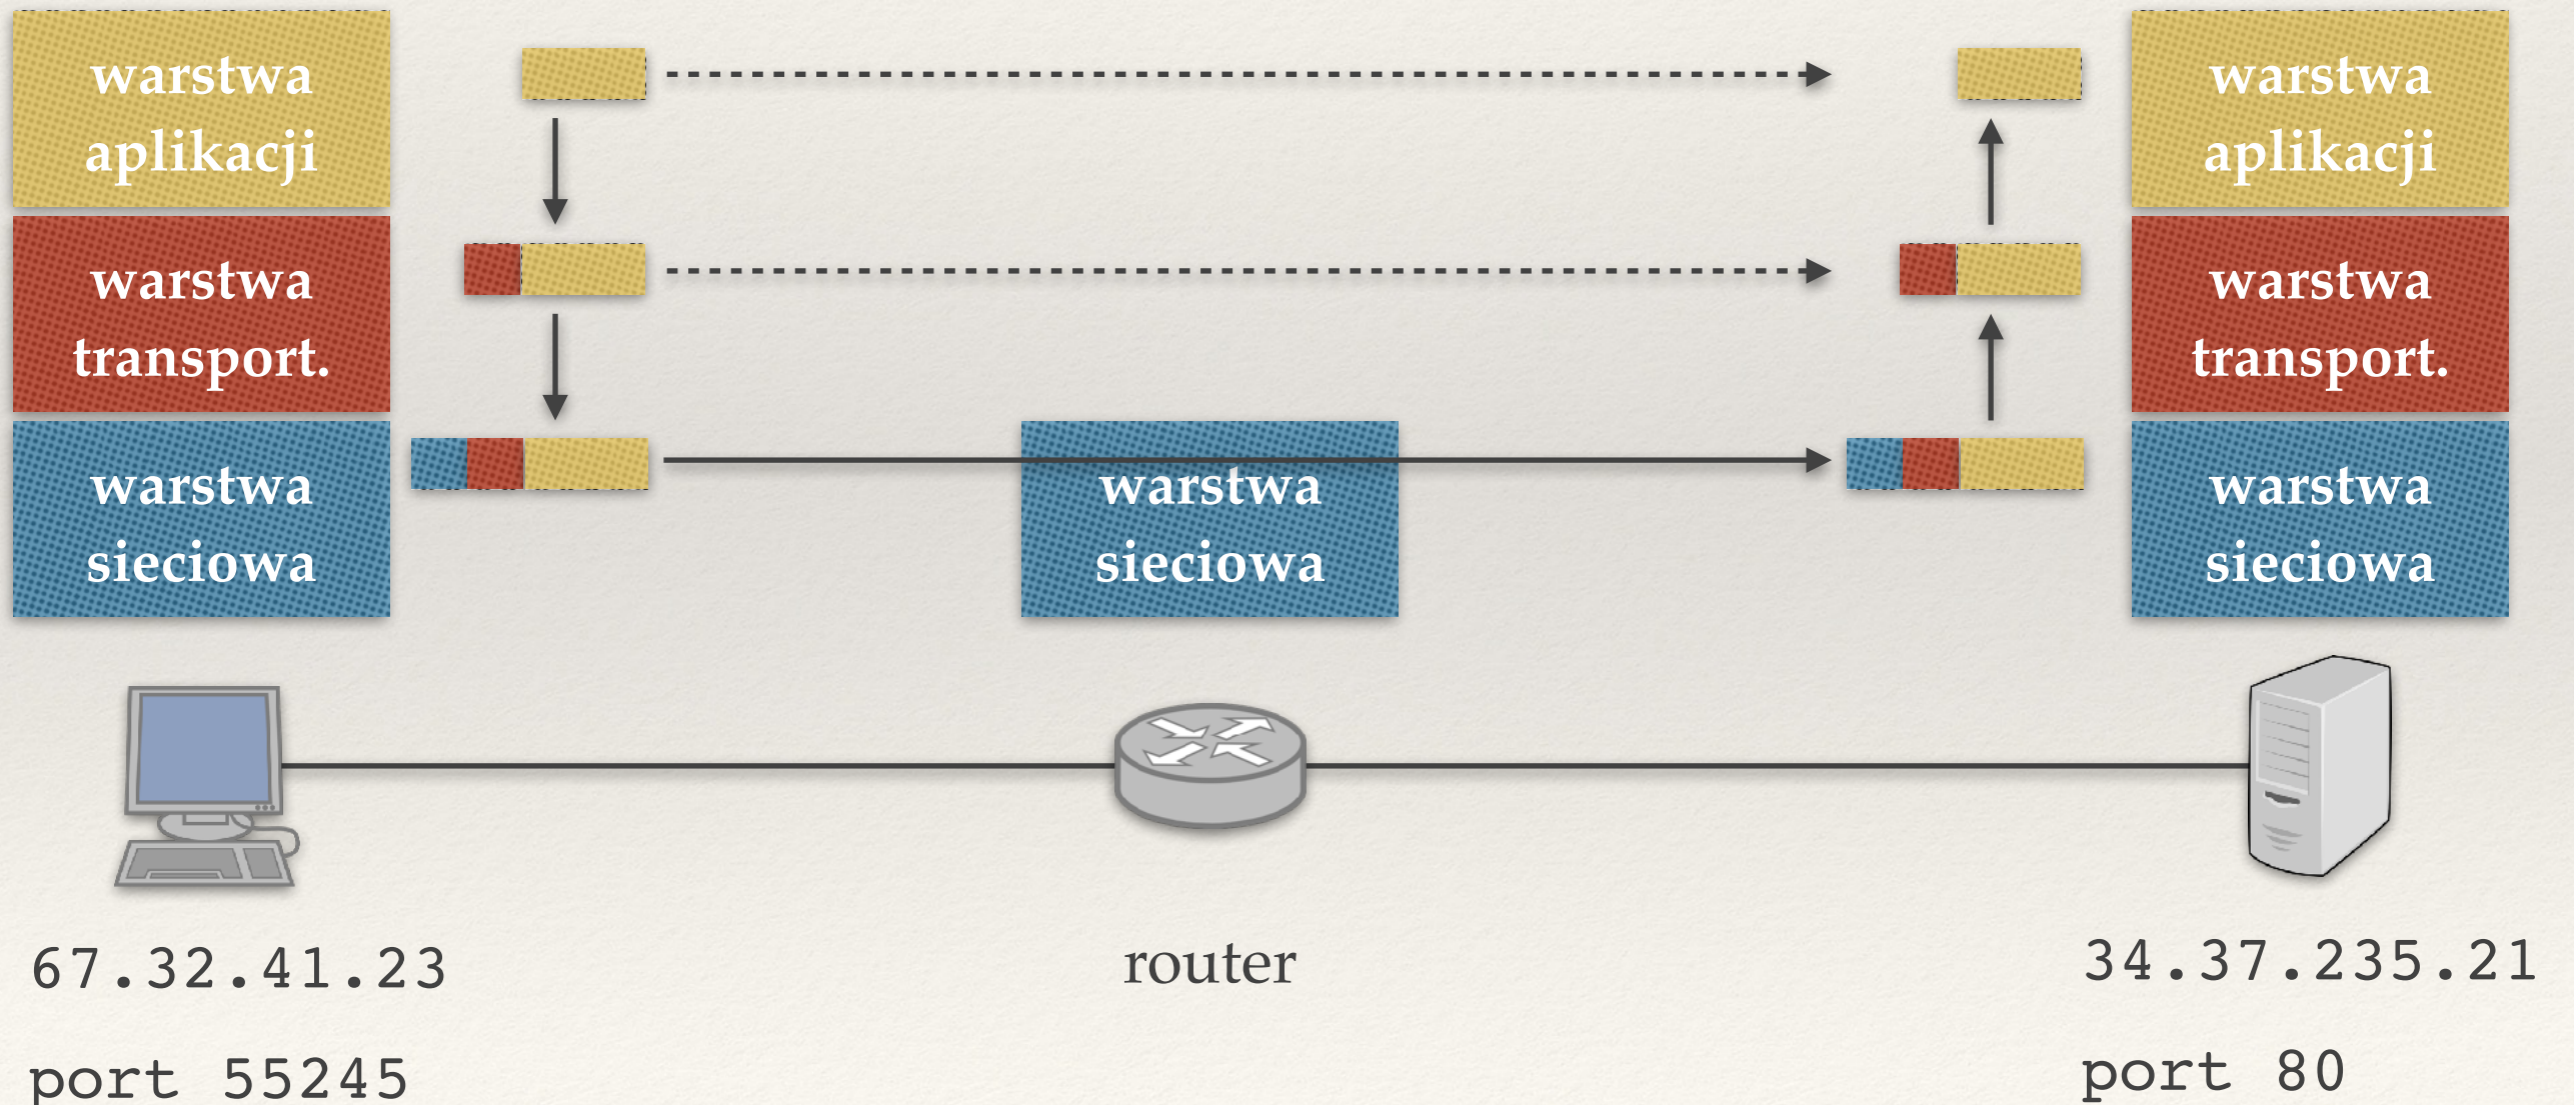 warstwa
aplikacji
warstwa
transport.
warstwa
sieciowa
warstwa
sieciowa
warstwa
aplikacji
warstwa
transport.
warstwa
sieciowa
67.32.41.23
port 55245
router
34.37.235.21
port 80